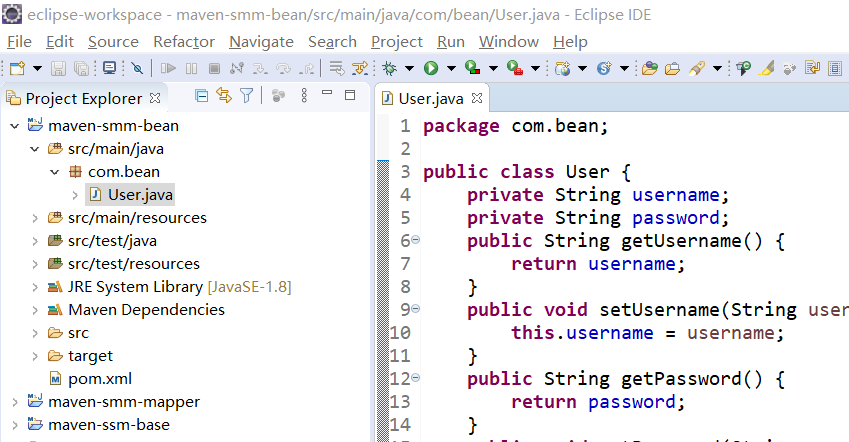 eclipse-workspace - maven-smm-bean/src/main/java/com/bean/User.java - Eclipse IDE
File Edit Source Refactor Navigate Search Project Run Window Help
Project Explorer
maven-smm-bean
src/main/java
com.bean
User.java
src/main/resources
src/test/java
src/test/resources
JRE System Library [JavaSE-1.8]
Maven Dependencies
src
target
pom.xml
maven-smm-mapper
maven-ssm-base
User.java
1 package com.bean;
2
3 public class User {
4 private String username;
5 private String password;
6 public String getUsername() {
7 return username;
8 }
9 public void setUsername(String user
10 this.username = username;
11 }
12 public String getPassword() {
13 return password;
14 }